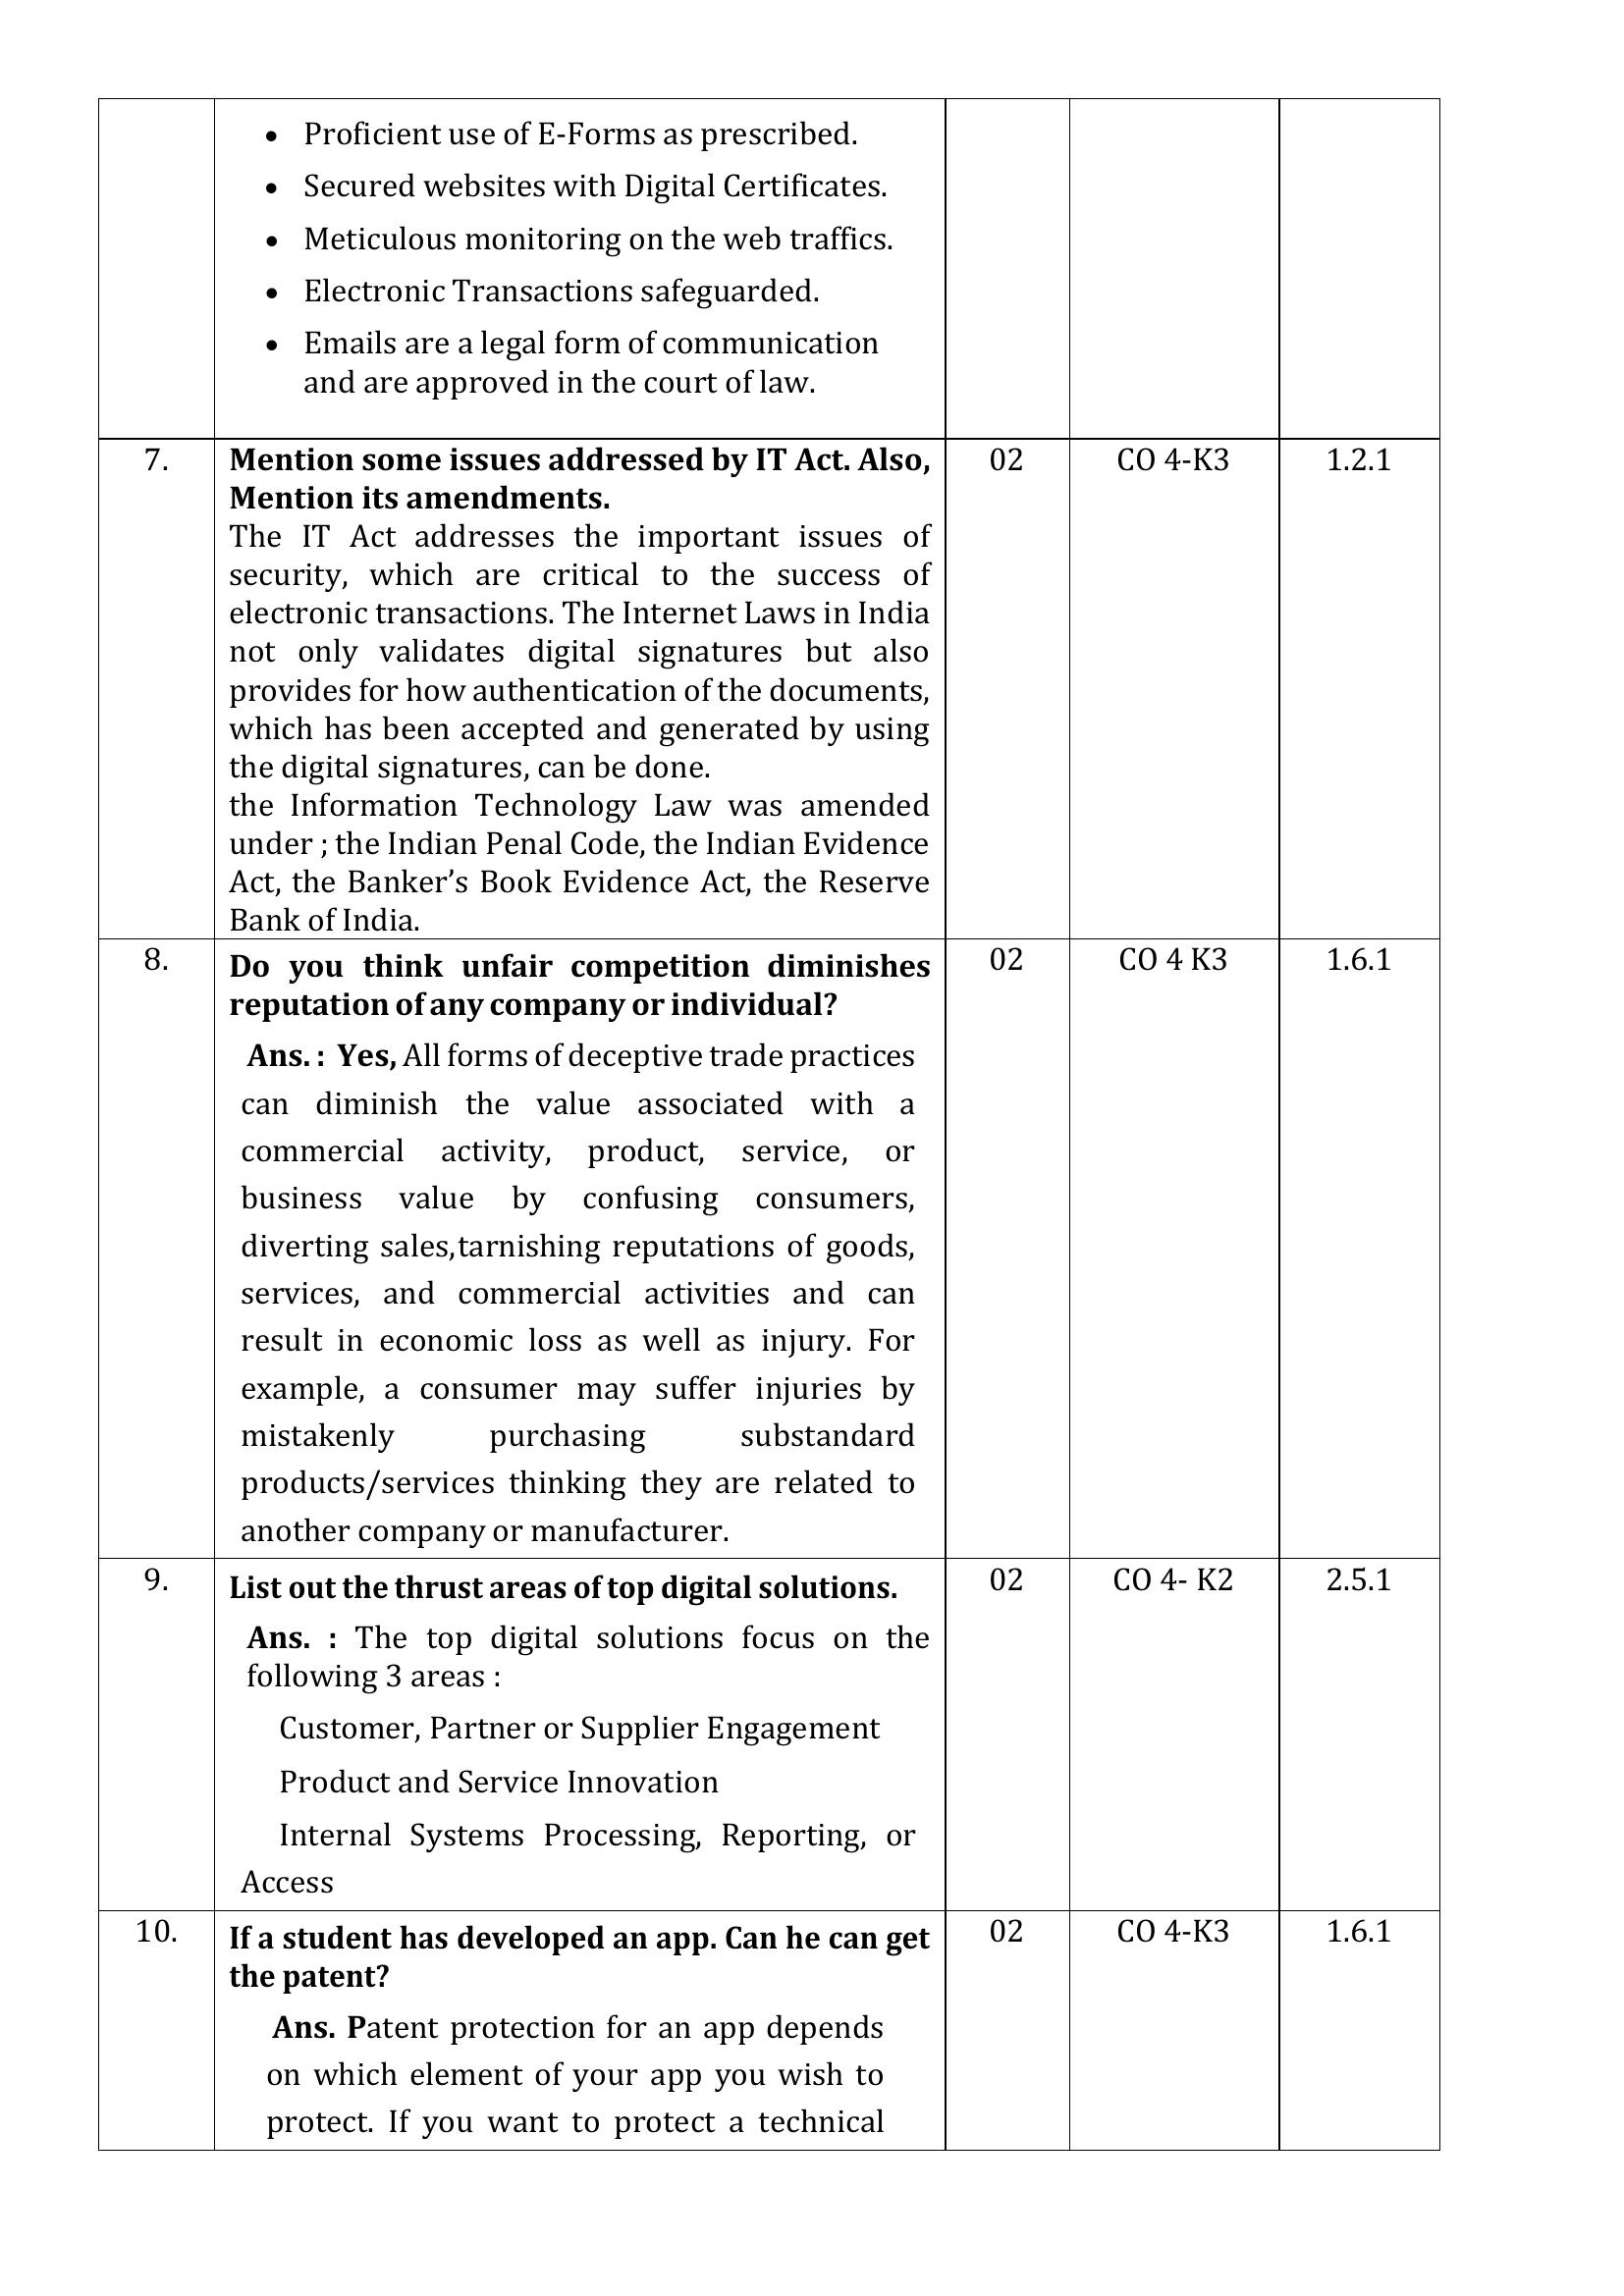 • Proficient use of E-Forms as prescribed.
• Secured websites with Digital Certificates.
• Meticulous monitoring on the web traffics.
• Electronic Transactions safeguarded.
• Emails are a legal form of communication
and are approved in the court of law.
7. Mention some issues addressed by IT Act. Also, 02 CO 4-K3 1.2.1
Mention its amendments.
The IT Act addresses the important issues of
security, which are critical to the success of
electronic transactions. The Internet Laws in India
not only validates digital signatures but also
provides for how authentication of the documents,
which has been accepted and generated by using
the digital signatures, can be done.
the Information Technology Law was amended
under ; the Indian Penal Code, the Indian Evidence
Act, the Banker’s Book Evidence Act, the Reserve
Bank of India.
8. Do you think unfair competition diminishes 02 CO 4 K3 1.6.1
reputation of any company or individual?
Ans. : Yes, All forms of deceptive trade practices
can diminish the value associated with a
commercial activity, product, service, or
business value by confusing consumers,
diverting sales,tarnishing reputations of goods,
services, and commercial activities and can
result in economic loss as well as injury. For
example, a consumer may suffer injuries by
mistakenly purchasing substandard
products/services thinking they are related to
another company or manufacturer.
9. List out the thrust areas of top digital solutions. 02 CO 4- K2 2.5.1
Ans. : The top digital solutions focus on the
following 3 areas :
Customer, Partner or Supplier Engagement
Product and Service Innovation
Internal Systems Processing, Reporting, or
Access
10. If a student has developed an app. Can he can get 02 CO 4-K3 1.6.1
the patent?
Ans. Patent protection for an app depends
on which element of your app you wish to
protect. If you want to protect a technical